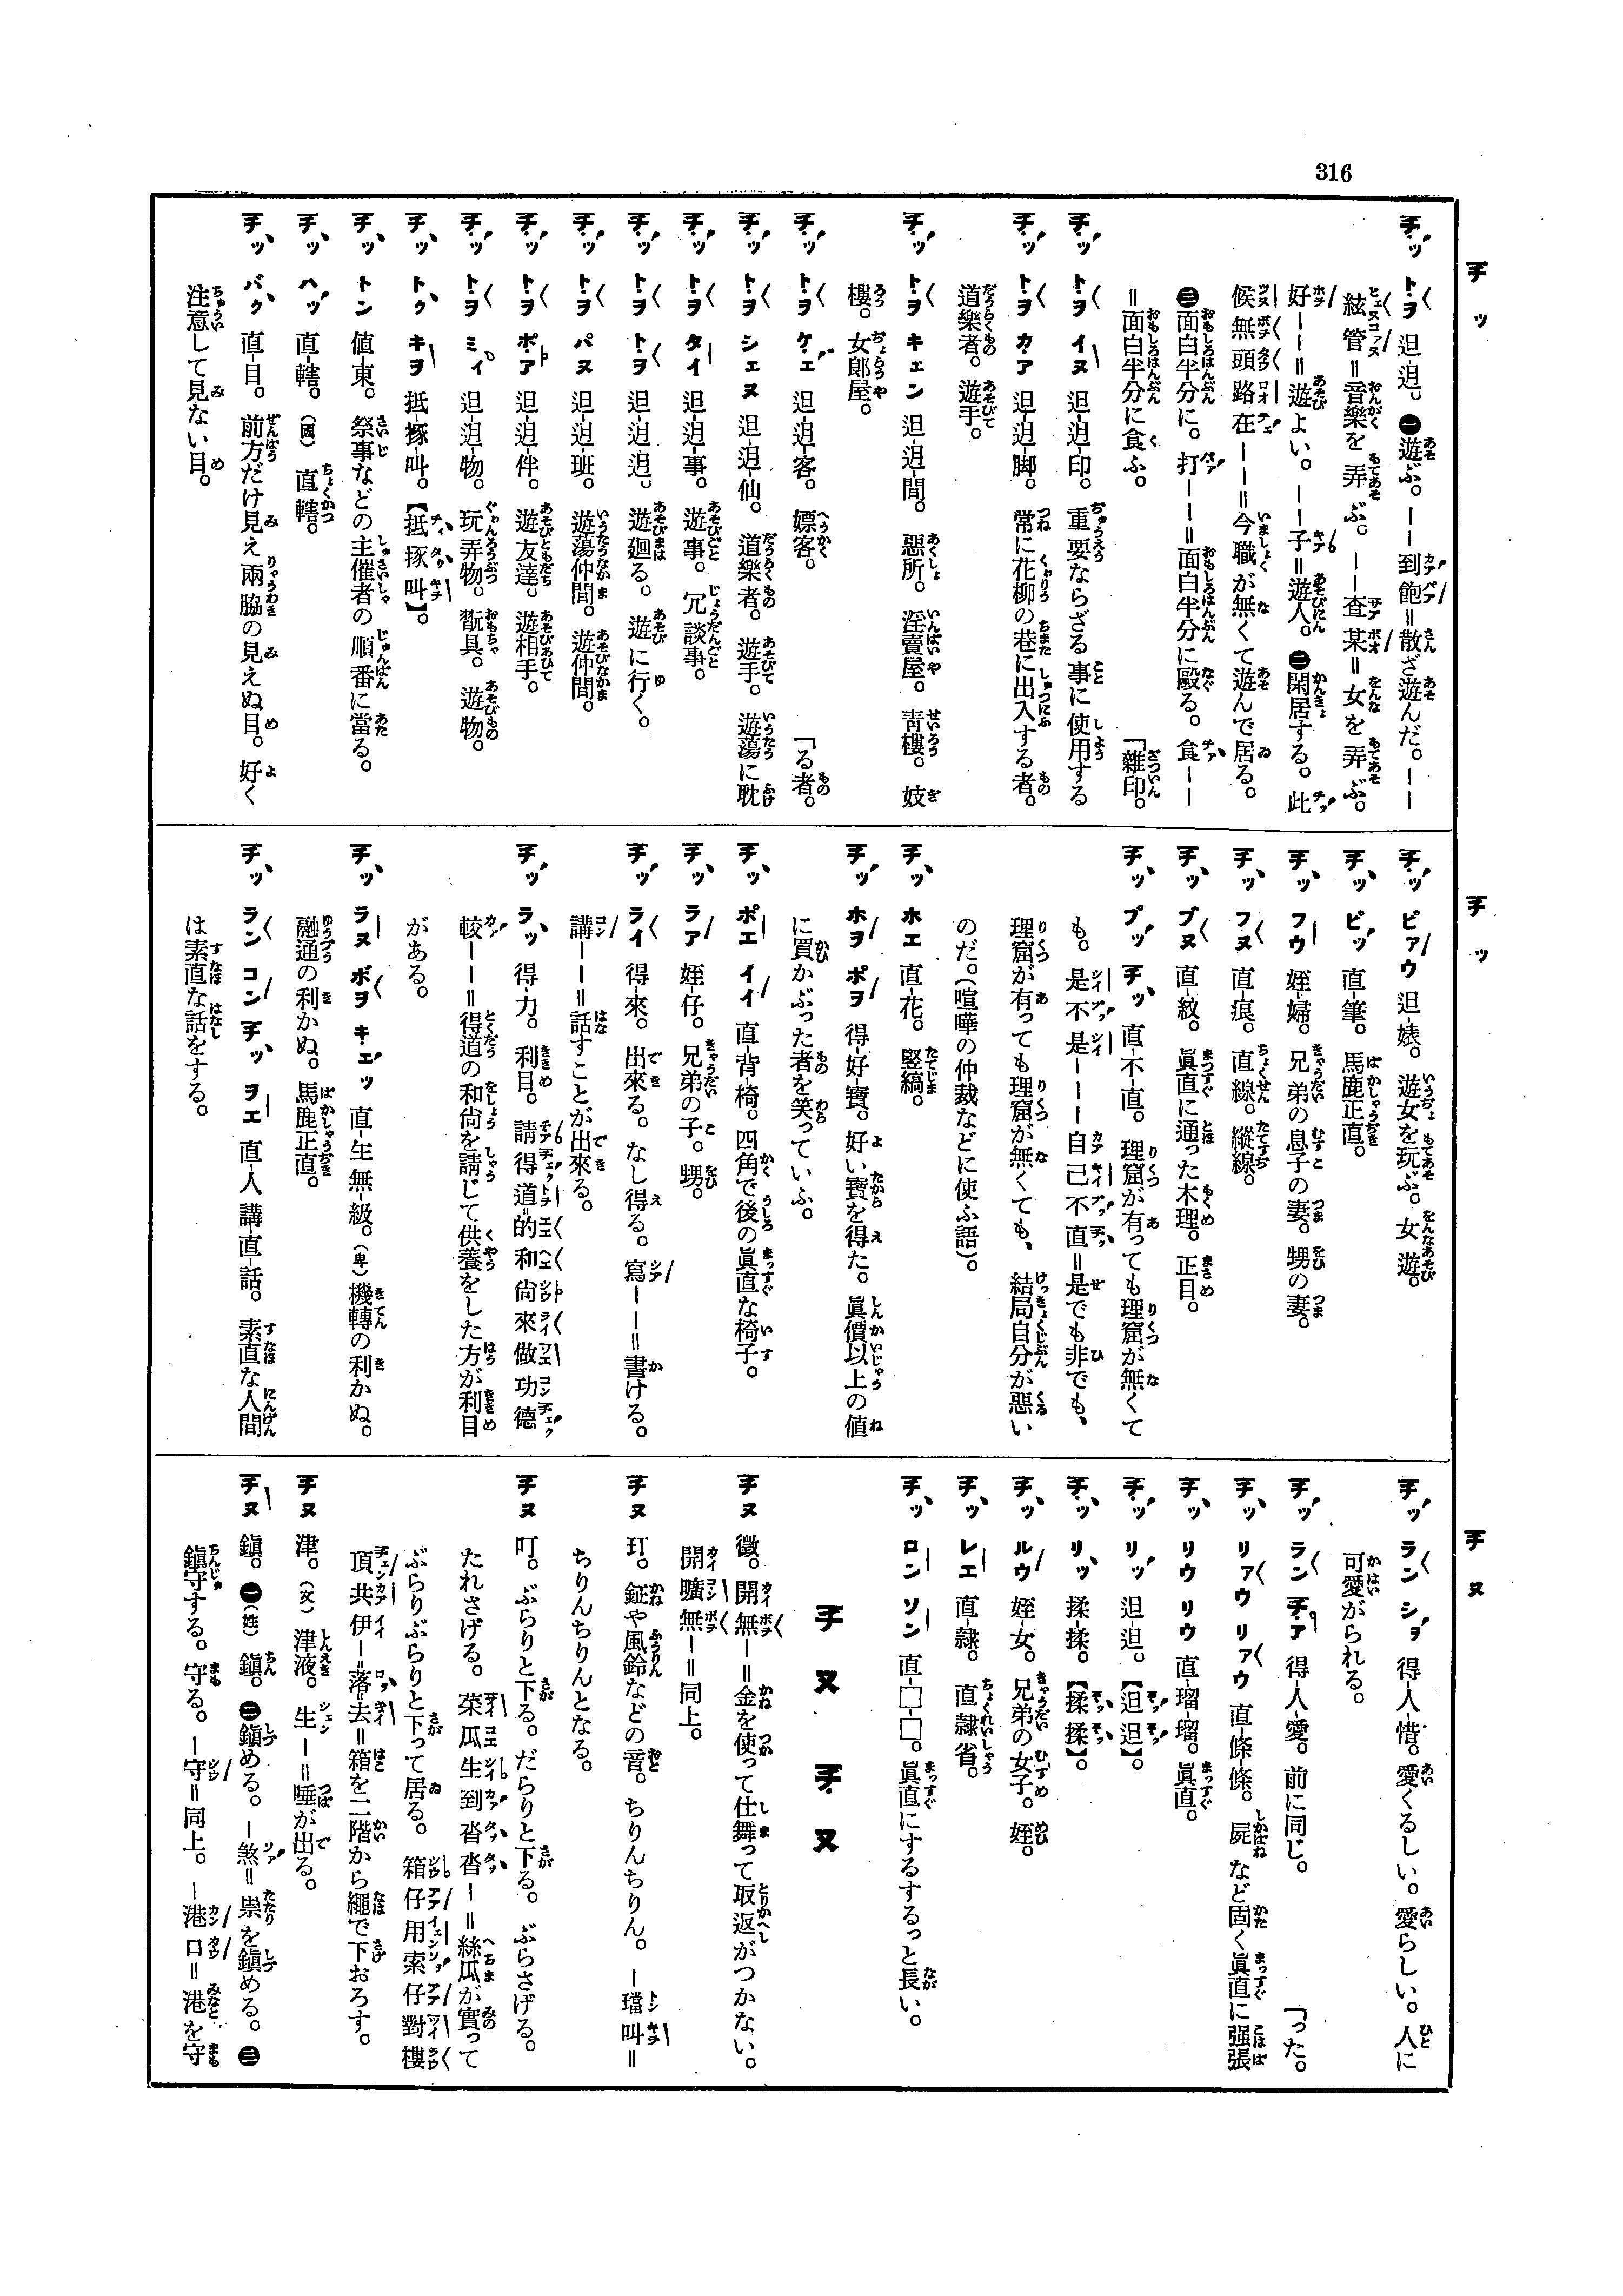 316
チッ
チッ
チヌ
チッ トヲ 𨑨-迌。㊀遊ぶ。——到飽=散ざ遊んだ。——
絃管=音樂を弄ぶ。——査某=女を弄ぶ。
好——=遊よい。——子=遊人。㊁閑居する。此
候無頭路在——=今職が無くて遊んで居る。
㊂面白半分に。打——=面白半分に毆る。食——
=面白半分に食ふ。 「雜印。
チッ トヲ イヌ 𨑨-迌-印。重要ならざる事に使用する
チッ トヲ カア 𨑨-迌-脚。常に花柳の巷に出入する者。
道樂者。遊手。
チッ トヲ キェン 𨑨-迌-間。惡所。淫賣屋。靑樓。妓
樓。女郞屋。
チッ トヲ ケェ 𨑨-迌-客。嫖客。 「る者。
チッ トヲ シェヌ 𨑨-迌-仙。道樂者。遊手。遊蕩に耽
チッ トヲ タイ 𨑨-迌-事。遊事。冗談事。
チッ トヲ トヲ 𨑨-迌-迌。遊廻る。遊びに行く。
チッ トヲ パヌ 𨑨-迌-班。遊蕩仲間。遊仲間。
チッ トヲ ポア 𨑨-迌-伴。遊友達。遊相手。
チッ トヲ ミイ 𨑨-迌-物。玩弄物。翫具。遊物。
チッ トク キヲ 抵-拯-叫。【抵拯叫】。
チッ トン 値-東。祭事などの主催者の順番に當る。
チッ ハッ 直-轄。(國)直轄。
チッ バク 直-目。前方だけ見え兩脇の見えぬ目。好く
注意して見ない目。
チッ ピァウ 𨑨-婊。遊女を玩ぶ。女遊。
チッ ピッ 直-筆。馬鹿正直。
チッ フウ 姪-婦。兄弟の息子の妻。甥の妻。
チッ フヌ 直-痕。直線。縱線。
チッ ブヌ 直-紋。眞直に通った木理。正目。
チッ プッ チッ 直-不-直。理窟が有っても理窟が無くて
も。是不是———自己不直=是でも非でも、
理窟が有っても理窟が無くても、結局自分が惡い
のだ。(喧嘩の仲裁などに使ふ語)。
チッ ホエ 直-花。竪縞。
チッ ホヲ ポヲ 得-好-寶。好い寶を得た。眞價以上の値
に買かぶった者を笑っていふ。
チッ ポエ イイ 直-背-椅。四角で後の眞直な椅子。
チッ ラア 姪-仔。兄弟の子。甥。
チッ ライ 得-來。出來る。なし得る。寫——=書ける。
講——=話すことが出來る。
チッ ラッ 得-力。利目。請得道的和尙來做功德
較——=得道の和尙を請じて供養をした方が利目
がある。
チッ ラヌ ボヲ キェッ 直-生 無-級。(卑)機轉の利かぬ。
融通の利かぬ。馬鹿正直。
チッ ラン コン チッ ヲエ 直-人 講-直-話。素直な人間
は素直な話をする。
チッ ラン シヲ 得-人-惜。愛くるしい。愛らしい。人に
可愛がられる。
チッ ラン チァ 得-人-愛。前に同じ。 「った。
チッ リァウ リァウ 直-條-條。屍など固く眞直に强張
チッ リウ リウ 直-瑠-瑠。眞直。
チッ リッ 𨑨-𨑨。【𨑨𨑨】。
チッ リッ 揉-揉。【揉揉】。
チッ ルウ 姪-女。兄弟の女子。姪。
チッ レエ 直-隷。直隷省。
チッ ロン ソン 直-□-□。眞直にするするっと長い。
チヌ チヌ
チヌ 徵。開無—=金を使って仕舞って取返がつかない。
開曠無—=同上。
チヌ 玎。鉦や風鈴などの音。ちりんちりん。—璫叫=
ちりんちりんとなる。
チヌ 叮。ぶらりと下る。だらりと下る。ぶらさげる。
たれさげる。菜瓜生到沓沓—=絲瓜が實って
ぶらりぶらりと下って居る。箱仔用索仔對樓
頂共伊—落去=箱を二階から繩で下おろす。
チヌ 津。(文)津液。生—=唾が出る。
チヌ 鎭。㊀(姓)鎭。㊁鎭める。—煞=祟を鎭める。㊂
鎭守する。守る。—守=同上。—港口=港を守